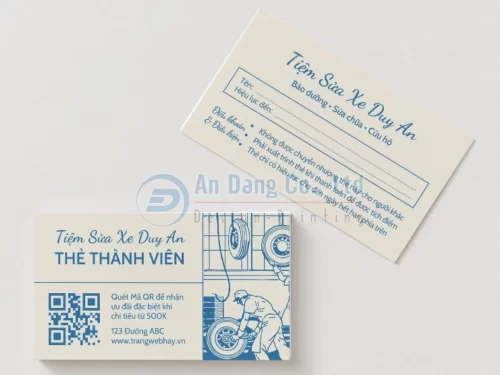 Tiệm Sửa Xe Duy An
Bảo dưỡng • Sửa chữa • Cứu hộ
Tên:
Hiệu lực đến:
Điều khoản & Điều kiện
• Không được chuyển nhượng thẻ này cho người khác
• Phải xuất trình thẻ khi thanh toán để được tích điểm
• Thẻ chỉ có hiệu lực cho đến ngày hết hạn phía trên
An Dang Co., Ltd
Design Printing
Tiệm Sửa Xe Duy An
THẺ THÀNH VIÊN
Quét Mã QR để nhận
ưu đãi đặc biệt khi
chi tiêu từ 500K
123 Đường ABC
www.trangwebhay.vn